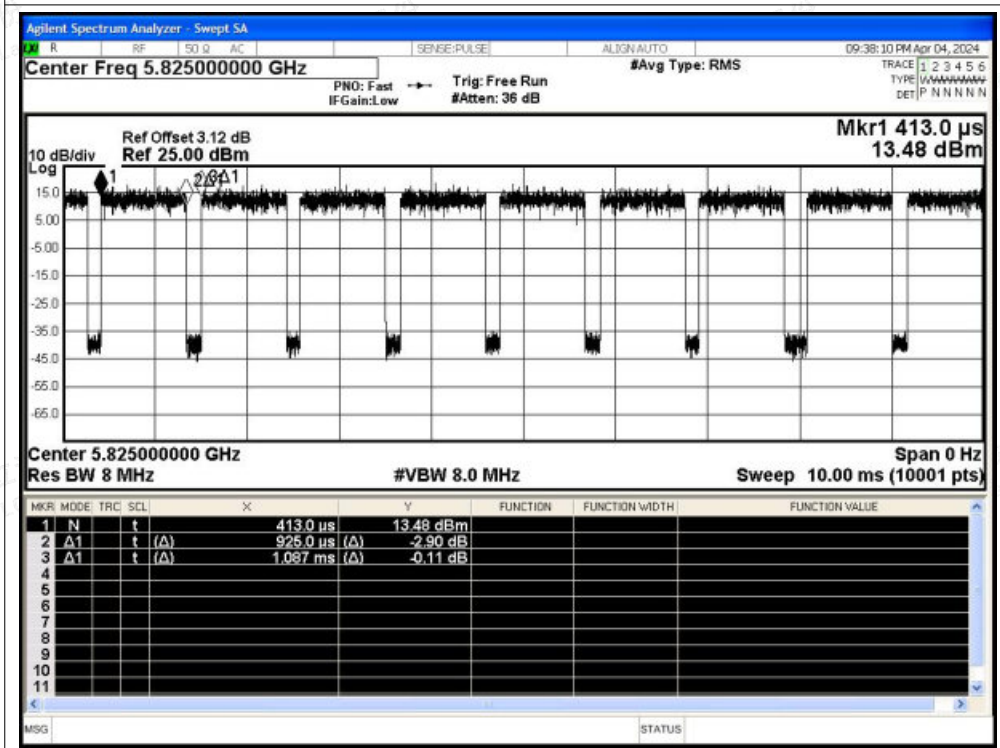 Agilent Spectrum Analyzer - Swept SA
R RF 50 Ω AC SENSE:PULSE ALIGN AUTO 09:38:10 PM Apr 04, 2024
Center Freq 5.825000000 GHz #Avg Type: RMS TRACE 1 2 3 4 5 6
PNO: Fast Trig: Free Run TYPE
IFGain:Low #Atten: 36 dB DET P N N N N N
Mkr1 413.0 µs
13.48 dBm
Ref Offset 3.12 dB
10 dB/div Ref 25.00 dBm
Log
1 2Δ1 3Δ1
15.0
5.00
-5.00
-15.0
-25.0
-35.0
-45.0
-55.0
-65.0
Center 5.825000000 GHz Span 0 Hz
Res BW 8 MHz #VBW 8.0 MHz Sweep 10.00 ms (10001 pts)
MKR MODE TRC SCL X Y FUNCTION FUNCTION WIDTH FUNCTION VALUE
1 N t 413.0 µs 13.48 dBm
2 Δ1 t (Δ) 925.0 µs (Δ) -2.90 dB
3 Δ1 t (Δ) 1.087 ms (Δ) -0.11 dB
4
5
6
7
8
9
10
11
MSG STATUS